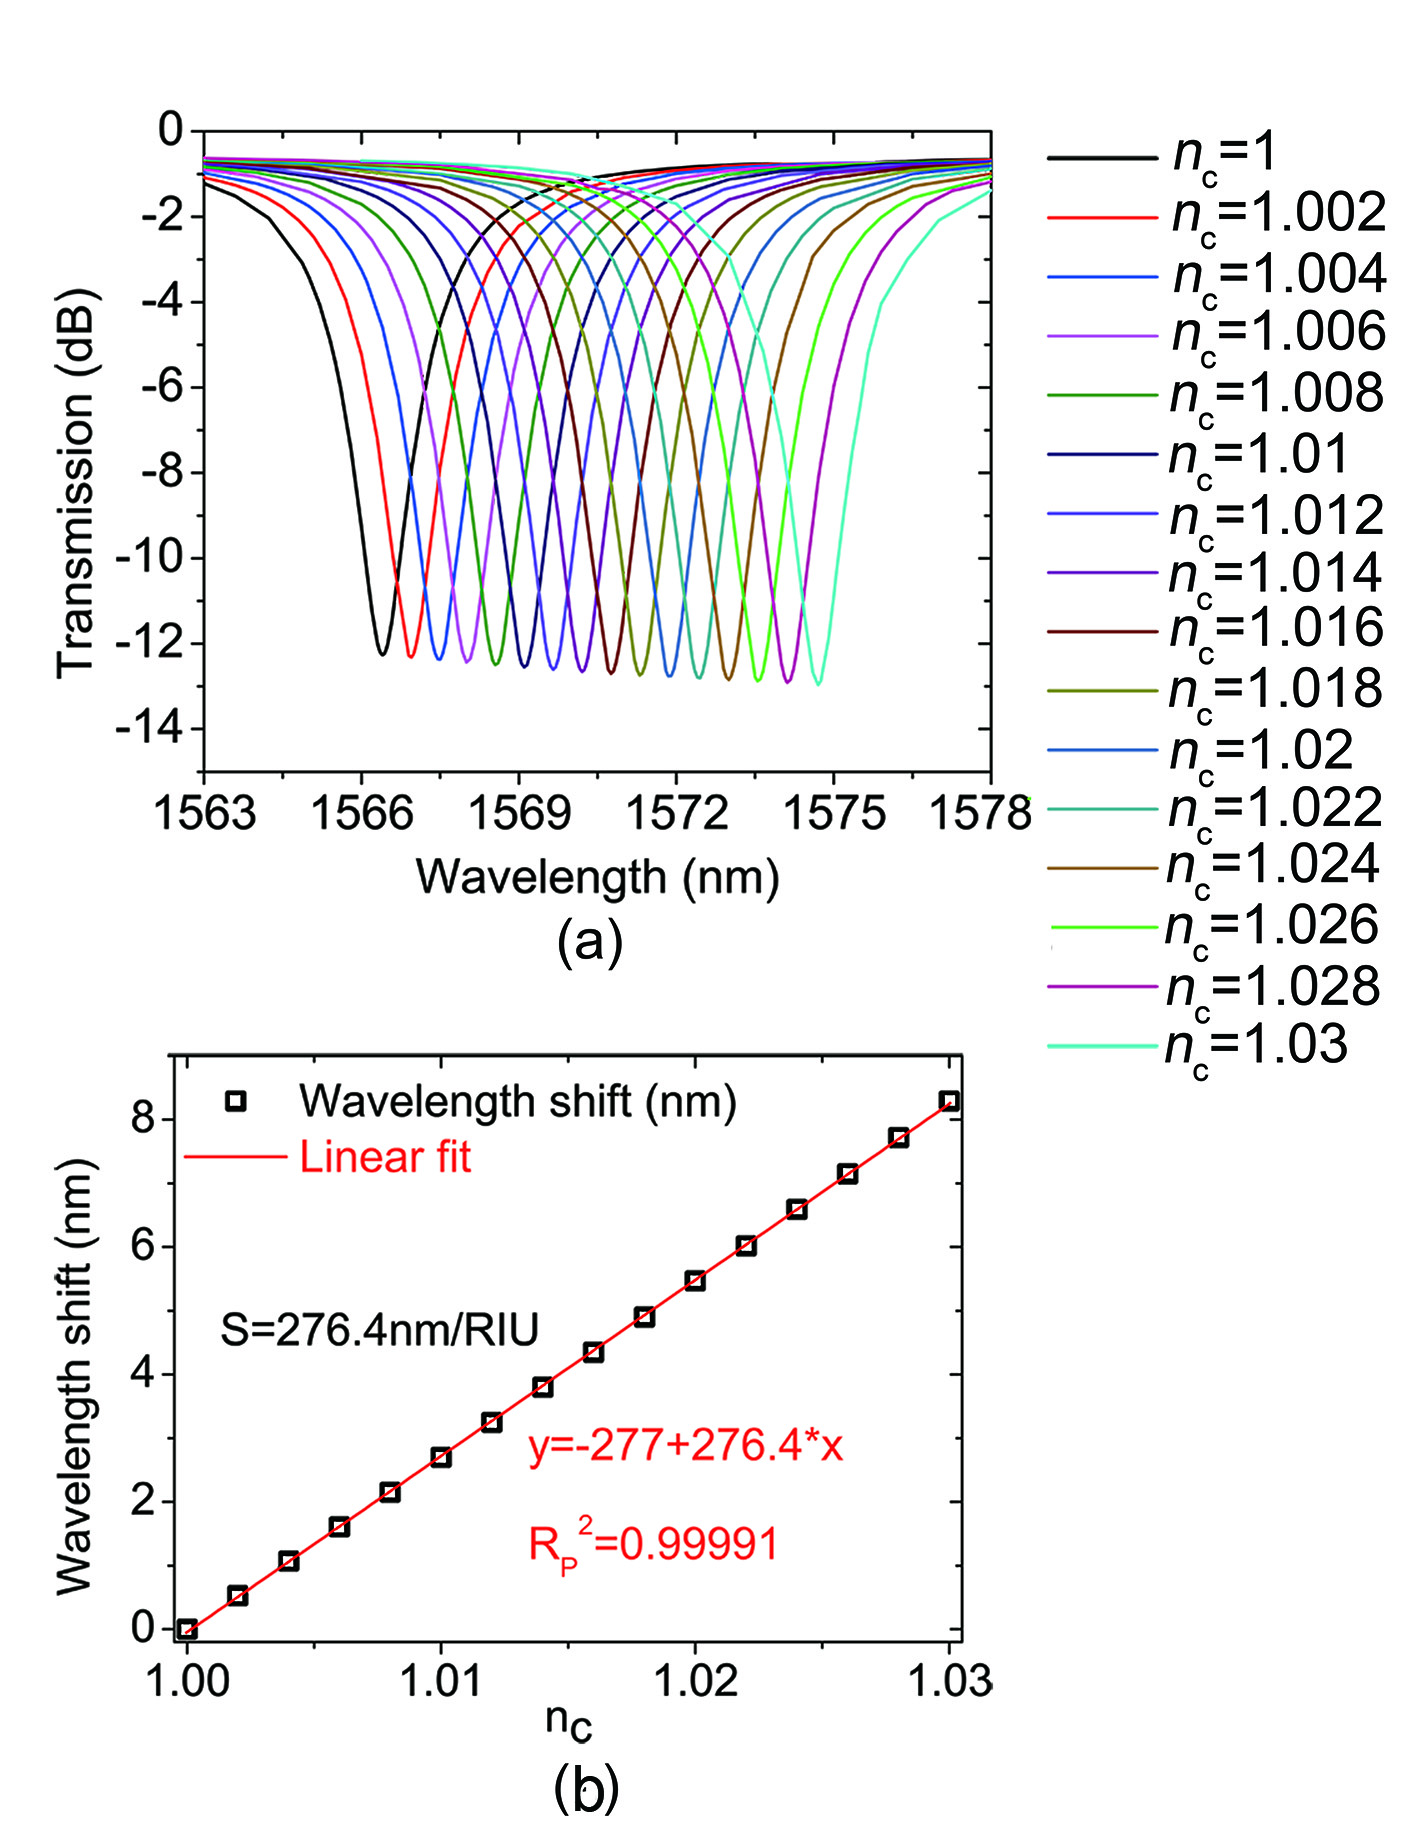 0
-2
-4
-6
-8
-10
-12
-14
Transmission (dB)
1563 1566 1569 1572 1575 1578
Wavelength (nm)
(a)
nc=1
nc=1.002
nc=1.004
nc=1.006
nc=1.008
nc=1.01
nc=1.012
nc=1.014
nc=1.016
nc=1.018
nc=1.02
nc=1.022
nc=1.024
nc=1.026
nc=1.028
nc=1.03
Wavelength shift (nm)
Linear fit
8
6
4
2
0
Wavelength shift (nm)
S=276.4nm/RIU
y=-277+276.4*x
RP2=0.99991
1.00 1.01 1.02 1.03
nc
(b)